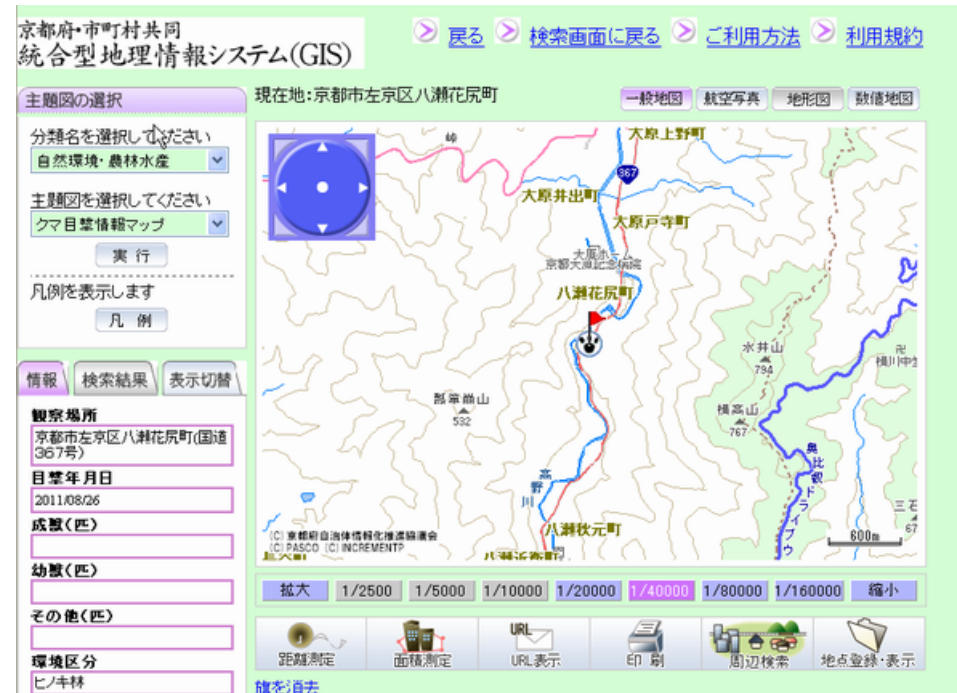 京都府・市町村共同
統合型地理情報システム(GIS)
戻る 検索画面に戻る ご利用方法 利用規約
主題図の選択
現在地:京都市左京区八瀬花尻町
一般地図 航空写真 地形図 数値地図
分類名を選択してください
自然環境・農林水産
主題図を選択してください
クマ目撃情報マップ
実 行
凡例を表示します
凡 例
情報 検索結果 表示切替
観察場所
京都市左京区八瀬花尻町(国道
367号)
目撃年月日
2011/08/26
成獣(匹)
幼獣(匹)
その他(匹)
環境区分
ヒノキ林
峠
大原上野町
367
大原井出町
大原戸寺町
京都大原記念病院
八瀬花尻町
水井山
794
横川中
瓢箪崩山
532
横高山
767
奥比叡ドライブウ
高野川
三石
67
八瀬秋元町
600m
(C) 京都府自治体情報化推進協議会
(C) PASCO (C) INCREMENTP
拡大 1/2500 1/5000 1/10000 1/20000 1/40000 1/80000 1/160000 縮小
URL
距離測定 面積測定 URL表示 印 刷 周辺検索 地点登録・表示
旗を消去